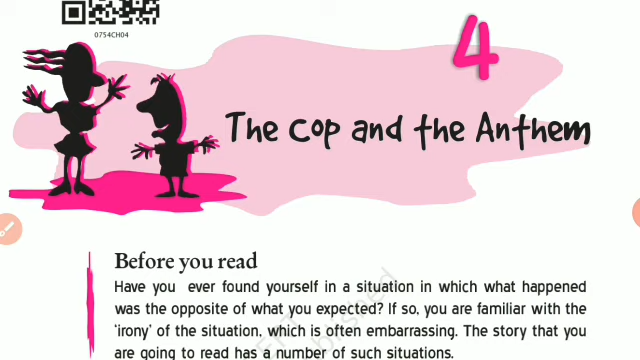 0754CH04
4
The Cop and the Anthem
Before you read
Have you ever found yourself in a situation in which what happened
was the opposite of what you expected? If so, you are familiar with the
‘irony’ of the situation, which is often embarrassing. The story that you
are going to read has a number of such situations.